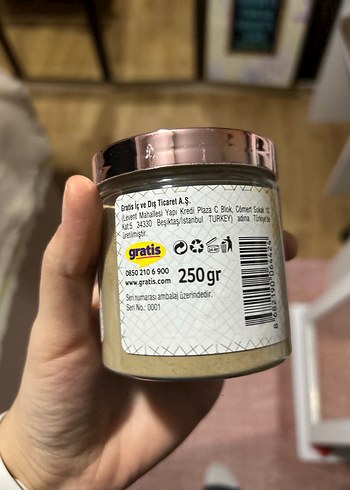 Gratis İç ve Dış Ticaret A.Ş.
(Levent Mahallesi Yapı Kredi Plaza C Blok, Cömert Sokak
Kat:5 34330 Beşiktaş/İstanbul TURKEY) adına Türkiye'de
üretilmiştir.
gratis
0850 210 6 900
www.gratis.com
250gr
Seri numarası ambalaj üzerindedir.
Seri No.: 0001